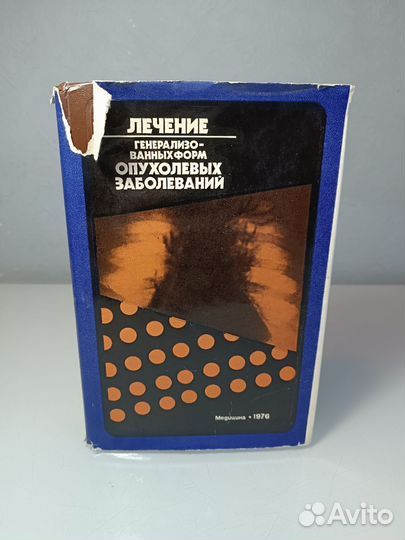 ЛЕЧЕНИЕ
ГЕНЕРАЛИЗО-
ВАННЫХ ФОРМ
ОПУХОЛЕВЫХ
ЗАБОЛЕВАНИЙ
Медицина • 1976
Avito